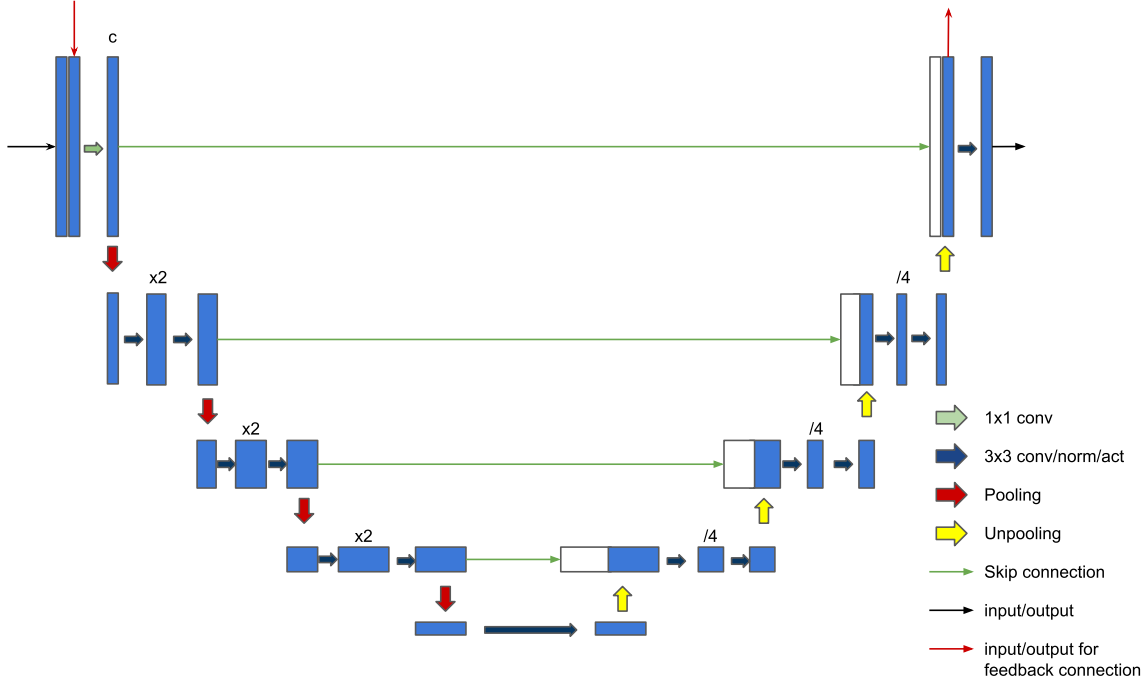 c
x2
/4
x2
/4
x2
/4
1x1 conv
3x3 conv/norm/act
Pooling
Unpooling
Skip connection
input/output
input/output for
feedback connection